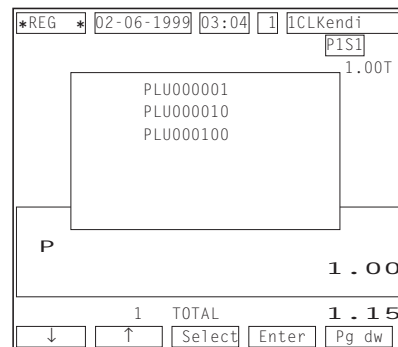 *REG * 02-06-1999 03:04 1 1CLKendi
P1S1
1.00T
PLU000001
PLU000010
PLU000100
P
1.00
1 TOTAL 1.15
↓ ↑ Select Enter Pg dw